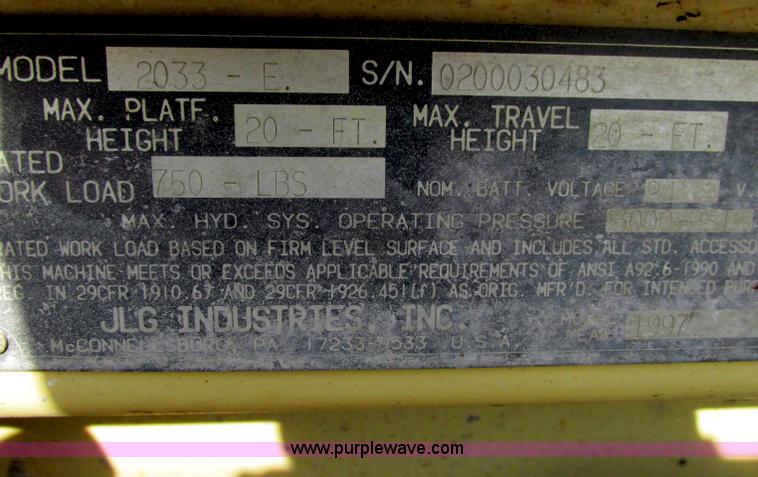 MODEL 2033 - E. S/N. 0200030483
MAX. PLATF. HEIGHT 20 - FT. MAX. TRAVEL HEIGHT 20 - FT.
ATED
ORK LOAD 750 - LBS NOM. BATT. VOLTAGE V.
MAX. HYD. SYS. OPERATING PRESSURE 3000-PSI
RATED WORK LOAD BASED ON FIRM LEVEL SURFACE AND INCLUDES ALL STD. ACCESSO
HIS MACHINE MEETS OR EXCEEDS APPLICABLE REQUIREMENTS OF ANSI A92.6-1990 AND
REG. IN 29CFR 1910.67 AND 29CFR 1926.451(f) AS ORIG. MFR'D. FOR INTENDED PUR
JLG INDUSTRIES, INC. 1997
McCONNELLSBURG, PA. 17233-9533 U.S.A.
www.purplewave.com